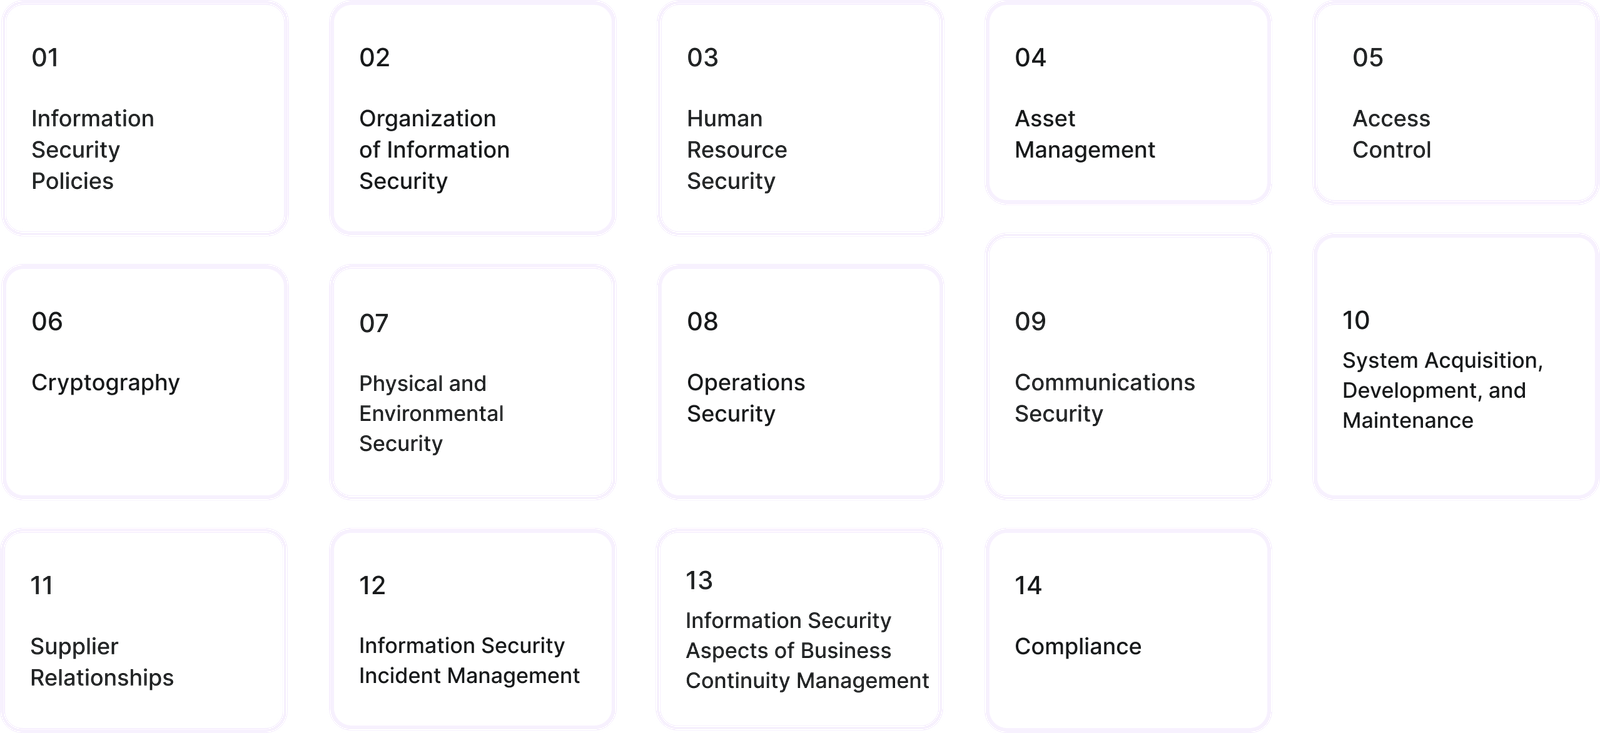 01
Information
Security
Policies
02
Organization
of Information
Security
03
Human
Resource
Security
04
Asset
Management
05
Access
Control
06
Cryptography
07
Physical and
Environmental
Security
08
Operations
Security
09
Communications
Security
10
System Acquisition,
Development, and
Maintenance
11
Supplier
Relationships
12
Information Security
Incident Management
13
Information Security
Aspects of Business
Continuity Management
14
Compliance